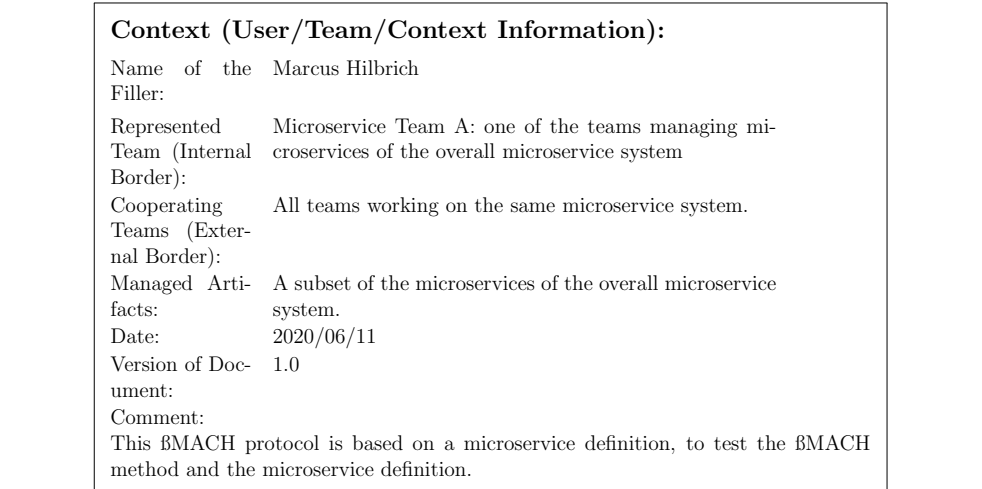 Context (User/Team/Context Information):
Name of the Marcus Hilbrich
Filler:
Represented Microservice Team A: one of the teams managing mi-
Team (Internal croservices of the overall microservice system
Border):
Cooperating All teams working on the same microservice system.
Teams (Exter-
nal Border):
Managed Arti- A subset of the microservices of the overall microservice
facts: system.
Date: 2020/06/11
Version of Doc- 1.0
ument:
Comment:
This ßMACH protocol is based on a microservice definition, to test the ßMACH
method and the microservice definition.